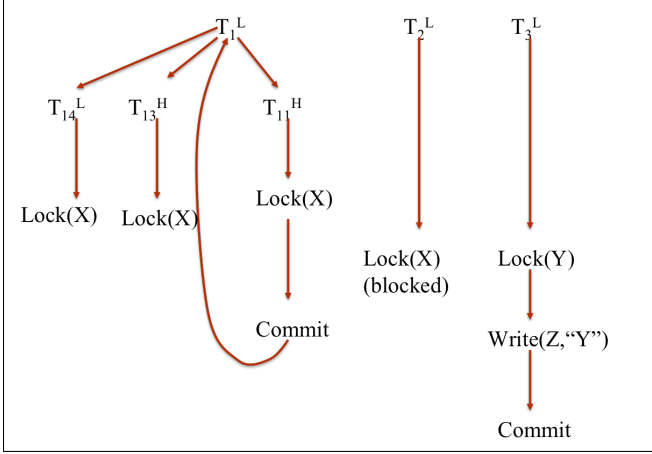 T₁ᴸ T₂ᴸ T₃ᴸ
T₁₄ᴸ T₁₃ᴴ T₁₁ᴴ
Lock(X) Lock(X) Lock(X)
Lock(X) Lock(Y)
(blocked)
Commit Write(Z,“Y”)
Commit